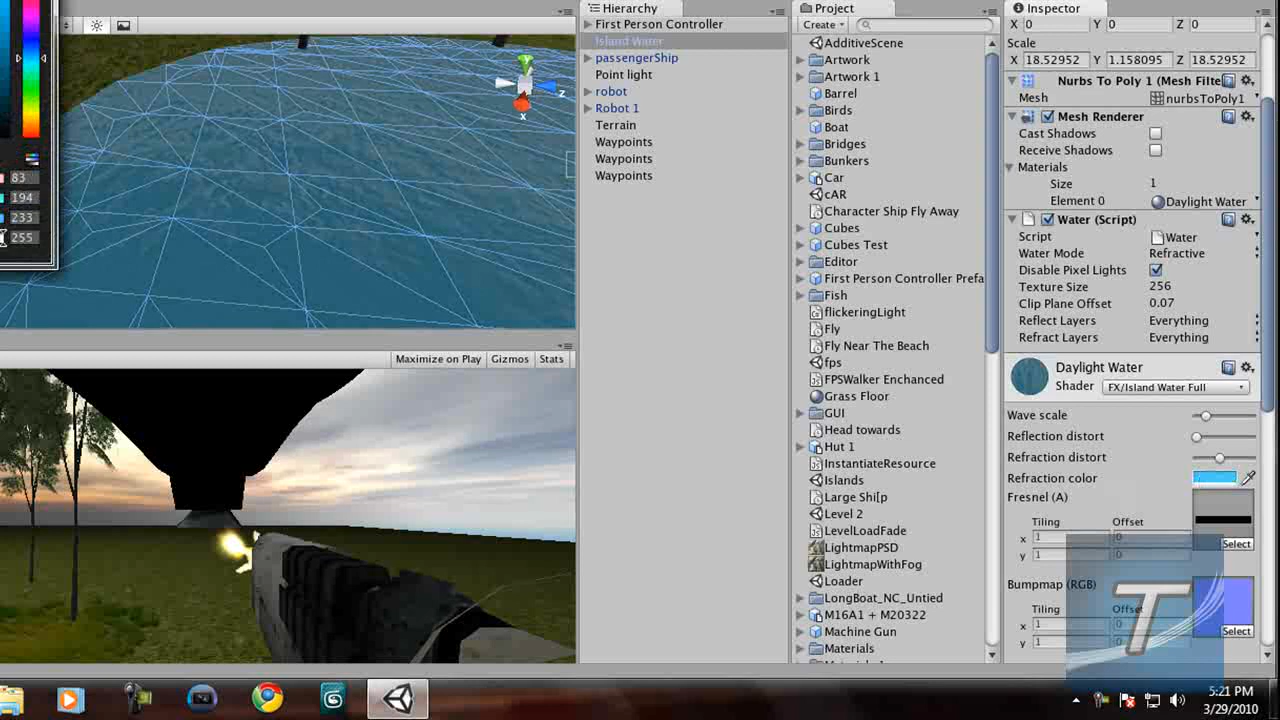 Hierarchy
First Person Controller
Island Water
passengerShip
Point light
robot
Robot 1
Terrain
Waypoints
Waypoints
Waypoints
Project
Create
AdditiveScene
Artwork
Artwork 1
Barrel
Birds
Boat
Bridges
Bunkers
Car
cAR
Character Ship Fly Away
Cubes
Cubes Test
Editor
First Person Controller Prefa
Fish
flickeringLight
Fly
Fly Near The Beach
fps
FPSWalker Enchanced
Grass Floor
GUI
Head towards
Hut 1
InstantiateResource
Islands
Large Shi[p
Level 2
LevelLoadFade
LightmapPSD
LightmapWithFog
Loader
LongBoat_NC_Untied
M16A1 + M20322
Machine Gun
Materials
Inspector
X 0 Y 0 Z 0
Scale
X 18.52952 Y 1.158095 Z 18.52952
Nurbs To Poly 1 (Mesh Filte
Mesh nurbsToPoly1
Mesh Renderer
Cast Shadows
Receive Shadows
Materials
Size 1
Element 0 Daylight Water
Water (Script)
Script Water
Water Mode Refractive
Disable Pixel Lights
Texture Size 256
Clip Plane Offset 0.07
Reflect Layers Everything
Refract Layers Everything
Daylight Water
Shader FX/Island Water Full
Wave scale
Reflection distort
Refraction distort
Refraction color
Fresnel (A)
Tiling Offset
x 1 0
y 1 0
Select
Bumpmap (RGB)
Tiling Offset
x 1 0
y 1 0
Select
T
z
x
83
194
233
255
Maximize on Play Gizmos Stats
5:21 PM
3/29/2010